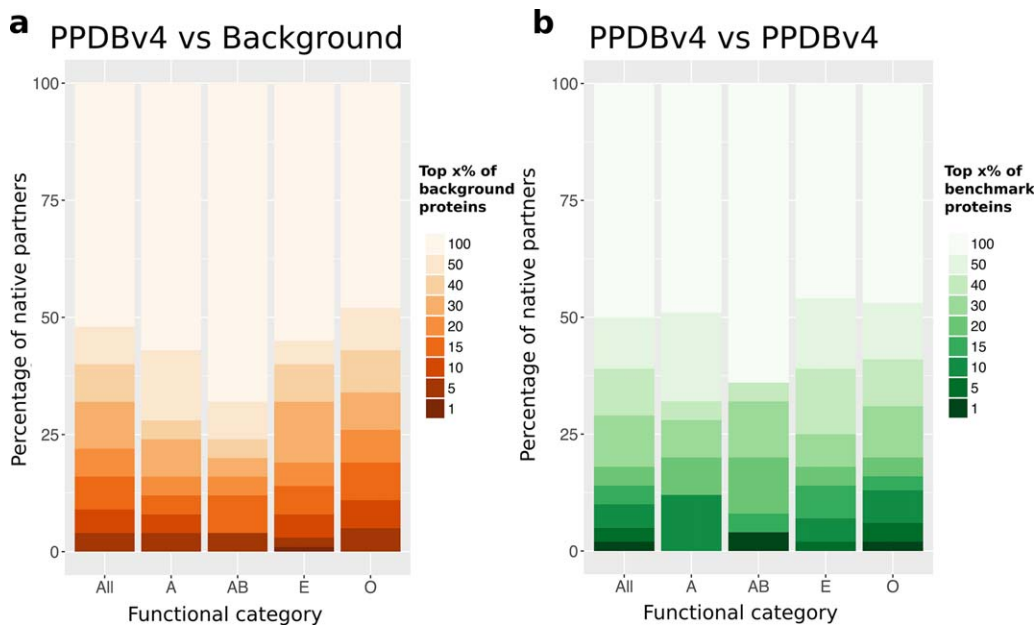 a PPDBv4 vs Background
Percentage of native partners
100
75
50
25
0
All A AB E O
Functional category
Top x% of
background
proteins
100
50
40
30
20
15
10
5
1
b PPDBv4 vs PPDBv4
Percentage of native partners
100
75
50
25
0
All A AB E O
Functional category
Top x% of
benchmark
proteins
100
50
40
30
20
15
10
5
1